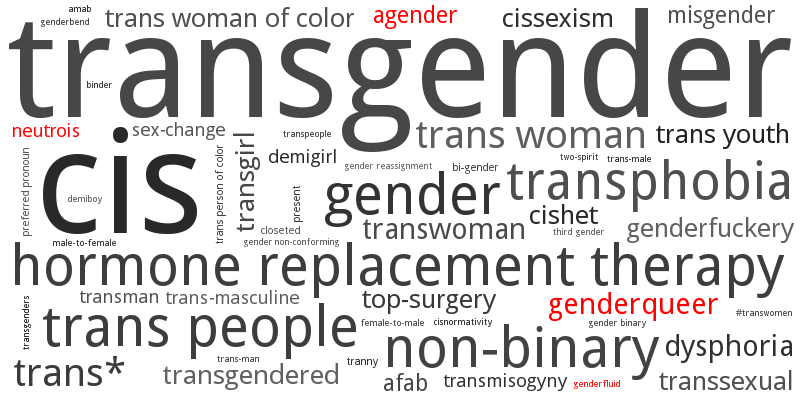 amab
genderbend
trans woman of color
agender
cissexism
misgender
transgender
binder
neutrois
sex-change
transgirl
transpeople
trans woman
trans youth
cis
demigirl
gender reassignment
bi-gender
two-spirit
trans-male
preferred pronoun
demiboy
trans person of color
present
gender
transphobia
cishet
closeted
transwoman
third gender
genderfuckery
male-to-female
gender non-conforming
hormone replacement therapy
transgenders
transman
trans-masculine
top-surgery
genderqueer
#transwomen
trans people
female-to-male
cisnormativity
gender binary
non-binary
dysphoria
trans*
trans-man
transgendered
tranny
afab
transmisogyny
genderfluid
transsexual